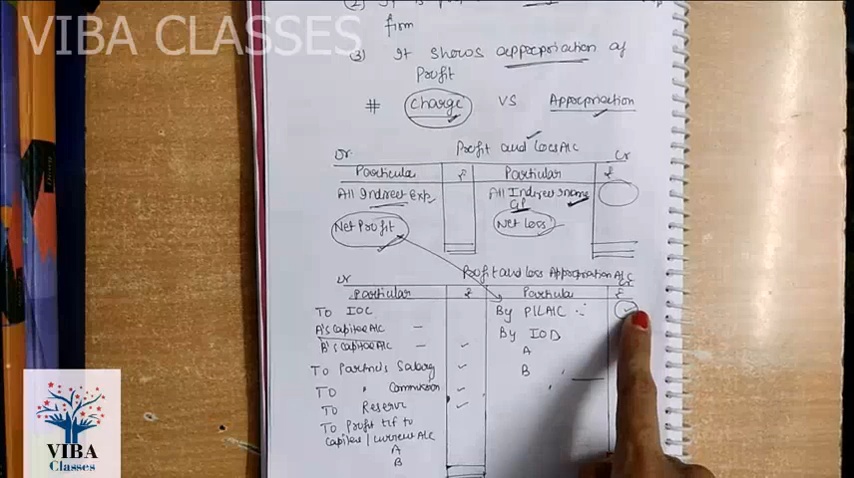 VIBA CLASSES
firm
(3) It shows appropriation of
Profit
# Charge VS Appropriation
Dr. Profit and Loss A/C Cr
Particular ₹ Particular ₹
All Indirect Exp. All Indirect Income
GP
Net Profit Net Loss
Profit and loss Appropriation A/C
Dr Cr
Particular ₹ Particular ₹
To IOC By P/L A/C
A's Capital A/C — By IOD
B's Capital A/C — A
To Partner's Salary B
To " Commission
To Reserve
To Profit t/f to
Capital / Current A/C
A
B
VIBA
Classes